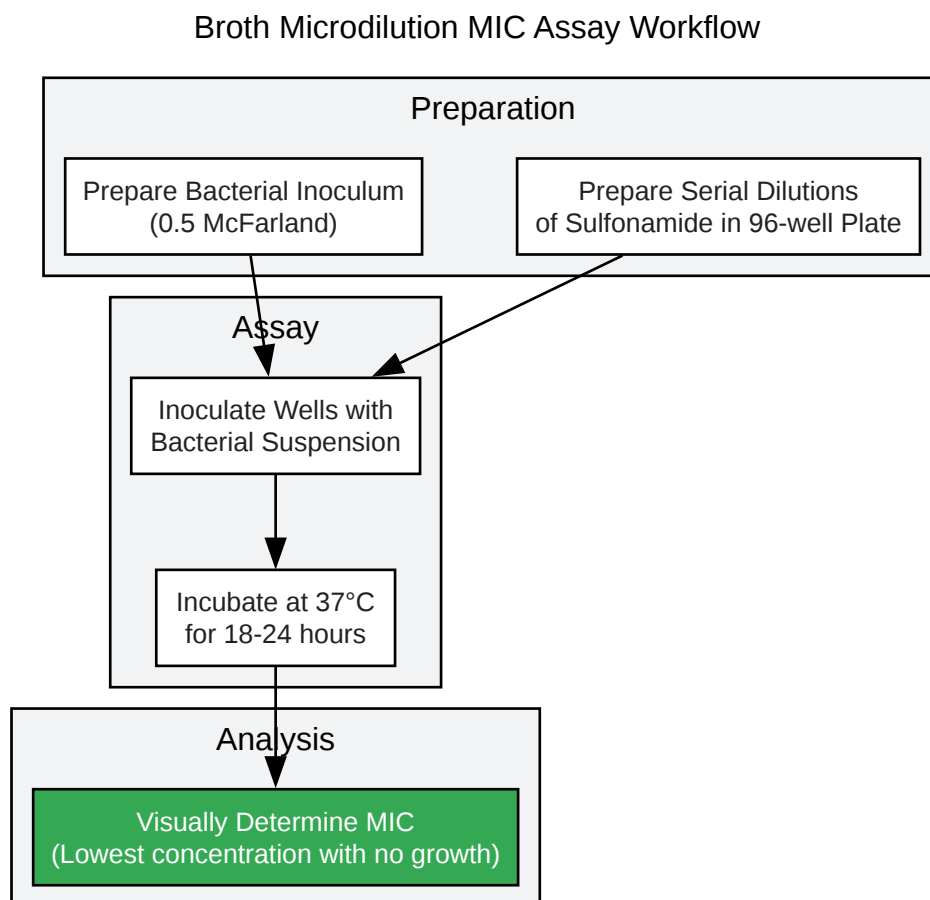 Broth Microdilution MIC Assay Workflow
Preparation
Prepare Bacterial Inoculum
(0.5 McFarland)
Prepare Serial Dilutions
of Sulfonamide in 96-well Plate
Assay
Inoculate Wells with
Bacterial Suspension
Incubate at 37°C
for 18-24 hours
Analysis
Visually Determine MIC
(Lowest concentration with no growth)